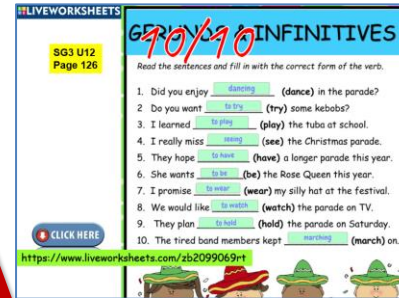 LIVEWORKSHEETS
SG3 U12
Page 126
GERUNDS & INFINITIVES
10/10
Read the sentences and fill in with the correct form of the verb.
1. Did you enjoy dancing (dance) in the parade?
2 Do you want to try (try) some kebobs?
3. I learned to play (play) the tuba at school.
4. I really miss seeing (see) the Christmas parade.
5. They hope to have (have) a longer parade this year.
6. She wants to be (be) the Rose Queen this year.
7. I promise to wear (wear) my silly hat at the festival.
8. We would like to watch (watch) the parade on TV.
9. They plan to hold (hold) the parade on Saturday.
10. The tired band members kept marching (march) on.
CLICK HERE
https://www.liveworksheets.com/zb2099069rt